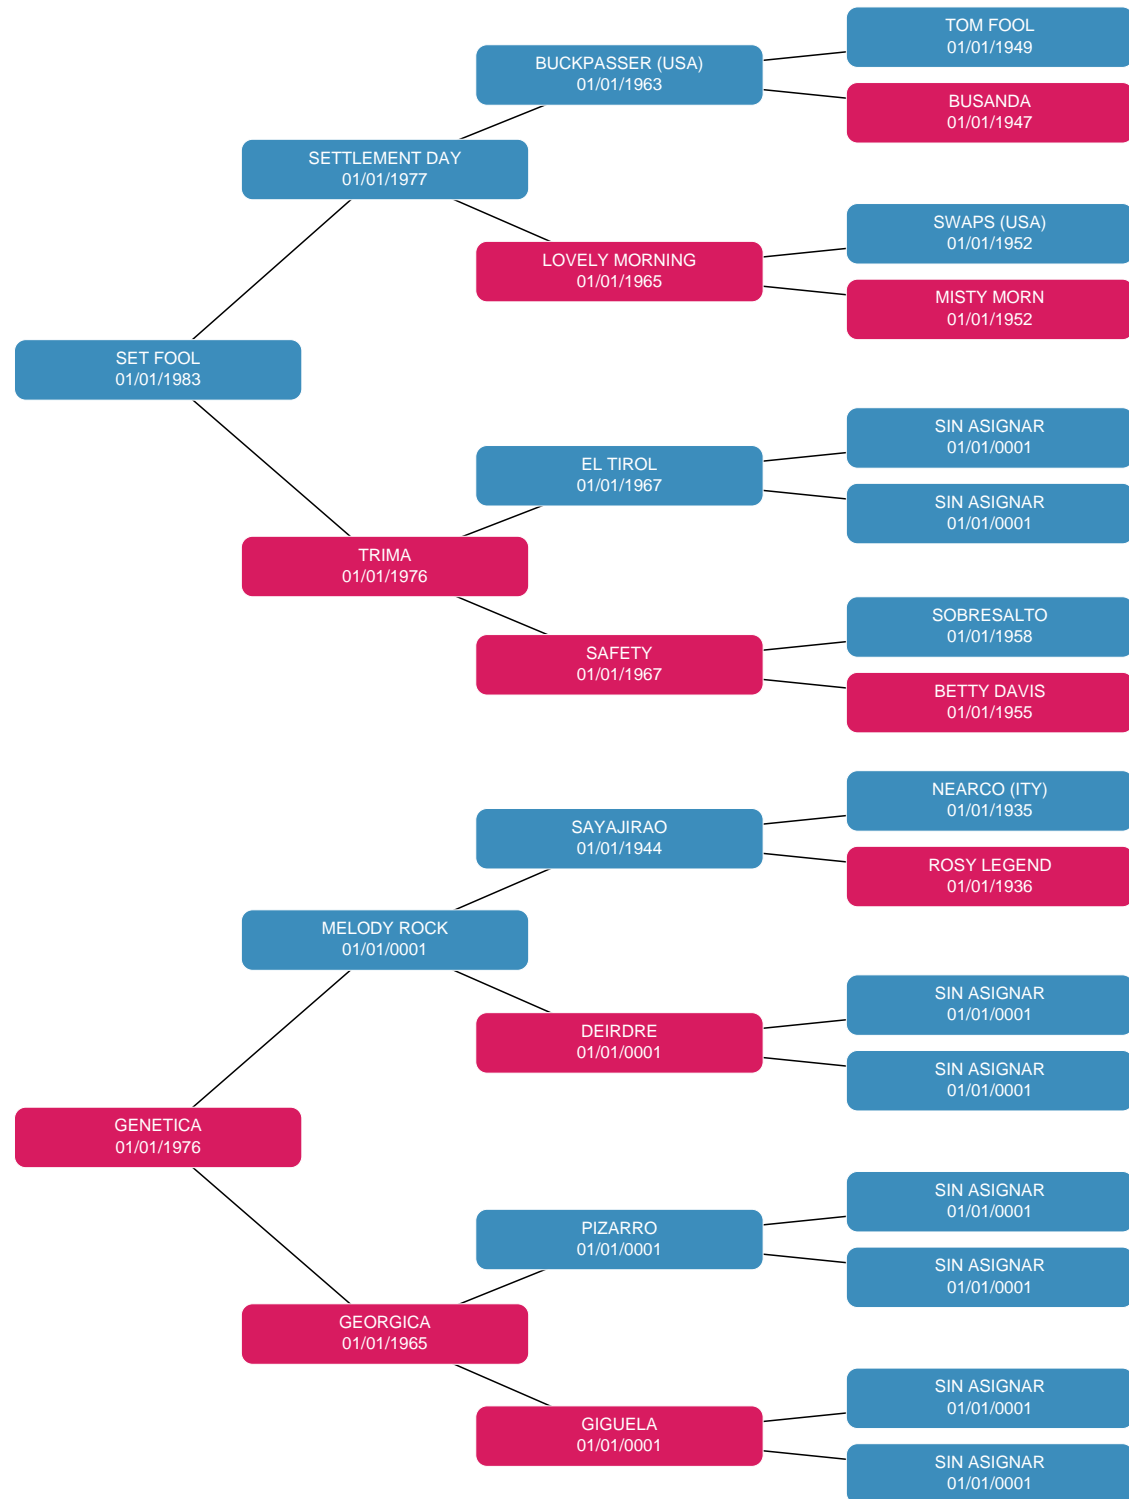 TOM FOOL
01/01/1949
BUCKPASSER (USA)
01/01/1963
BUSANDA
01/01/1947
SETTLEMENT DAY
01/01/1977
SWAPS (USA)
01/01/1952
LOVELY MORNING
01/01/1965
MISTY MORN
01/01/1952
SET FOOL
01/01/1983
SIN ASIGNAR
01/01/0001
EL TIROL
01/01/1967
SIN ASIGNAR
01/01/0001
TRIMA
01/01/1976
SOBRESALTO
01/01/1958
SAFETY
01/01/1967
BETTY DAVIS
01/01/1955
NEARCO (ITY)
01/01/1935
SAYAJIRAO
01/01/1944
ROSY LEGEND
01/01/1936
MELODY ROCK
01/01/0001
SIN ASIGNAR
01/01/0001
DEIRDRE
01/01/0001
SIN ASIGNAR
01/01/0001
GENETICA
01/01/1976
SIN ASIGNAR
01/01/0001
PIZARRO
01/01/0001
SIN ASIGNAR
01/01/0001
GEORGICA
01/01/1965
SIN ASIGNAR
01/01/0001
GIGUELA
01/01/0001
SIN ASIGNAR
01/01/0001